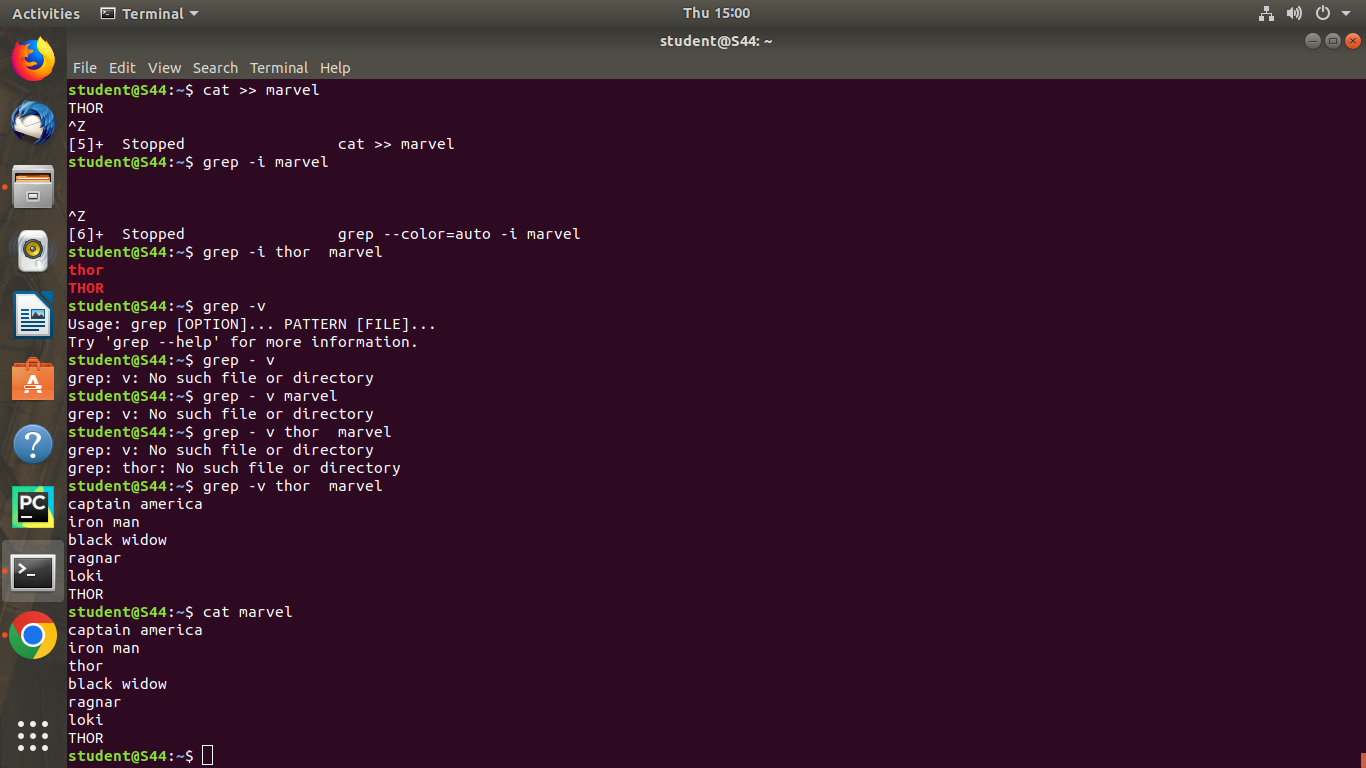 Activities Terminal Thu 15:00
student@S44: ~
File Edit View Search Terminal Help
student@S44:~$ cat >> marvel
THOR
^Z
[5]+  Stopped                 cat >> marvel
student@S44:~$ grep -i marvel
^Z
[6]+  Stopped                 grep --color=auto -i marvel
student@S44:~$ grep -i thor  marvel
thor
THOR
student@S44:~$ grep -v
Usage: grep [OPTION]... PATTERN [FILE]...
Try 'grep --help' for more information.
student@S44:~$ grep - v
grep: v: No such file or directory
student@S44:~$ grep - v marvel
grep: v: No such file or directory
student@S44:~$ grep - v thor  marvel
grep: v: No such file or directory
grep: thor: No such file or directory
student@S44:~$ grep -v thor  marvel
captain america
iron man
black widow
ragnar
loki
THOR
student@S44:~$ cat marvel
captain america
iron man
thor
black widow
ragnar
loki
THOR
student@S44:~$
PC